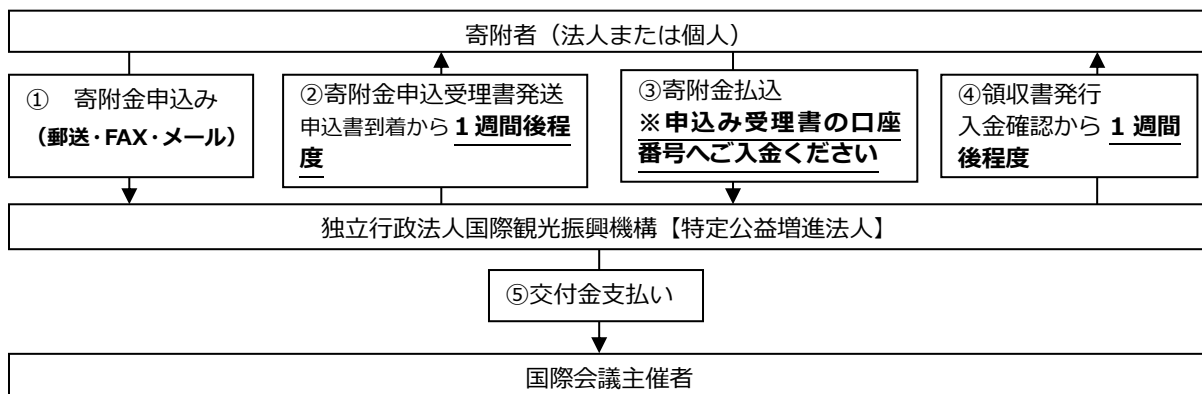 寄附者（法人または個人）
① 寄附金申込み
（郵送・FAX・メール）
②寄附金申込受理書発送
申込書到着から１週間後程
度
③寄附金払込
※申込み受理書の口座
番号へご入金ください
④領収書発行
入金確認から １週間
後程度
独立行政法人国際観光振興機構【特定公益増進法人】
⑤交付金支払い
国際会議主催者